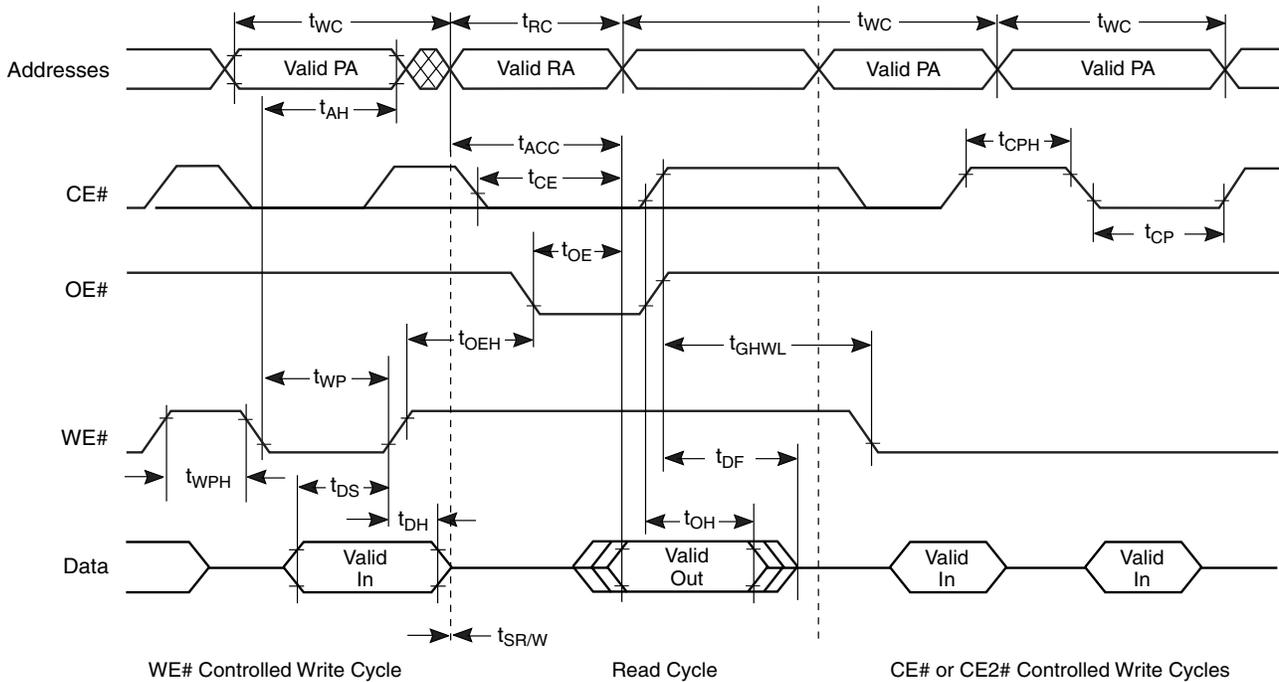 tWC tRC tWC tWC
Addresses Valid PA Valid RA Valid PA Valid PA
tAH
tACC tCPH
tCE
CE#
tOE tCP
OE#
tOEH tGHWL
tWP
WE#
tDF
tWPH tDS
tDH tOH
Data Valid In Valid Out Valid In Valid In
tSR/W
WE# Controlled Write Cycle Read Cycle CE# or CE2# Controlled Write Cycles